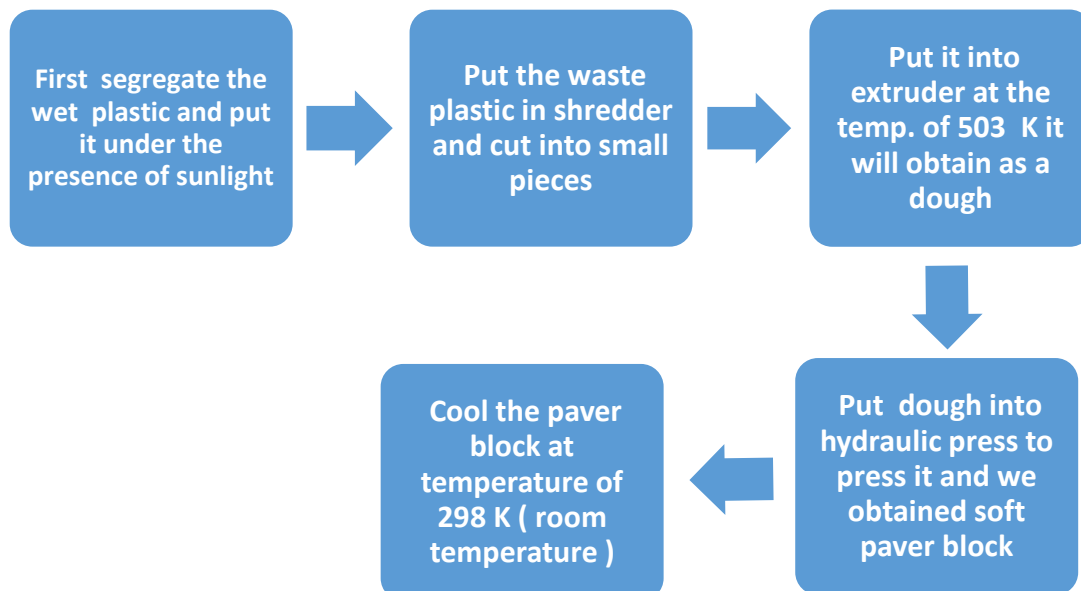 First segregate the
wet plastic and put
it under the
presence of sunlight
Put the waste
plastic in shredder
and cut into small
pieces
Put it into
extruder at the
temp. of 503 K it
will obtain as a
dough
Put dough into
hydraulic press to
press it and we
obtained soft
paver block
Cool the paver
block at
temperature of
298 K ( room
temperature )